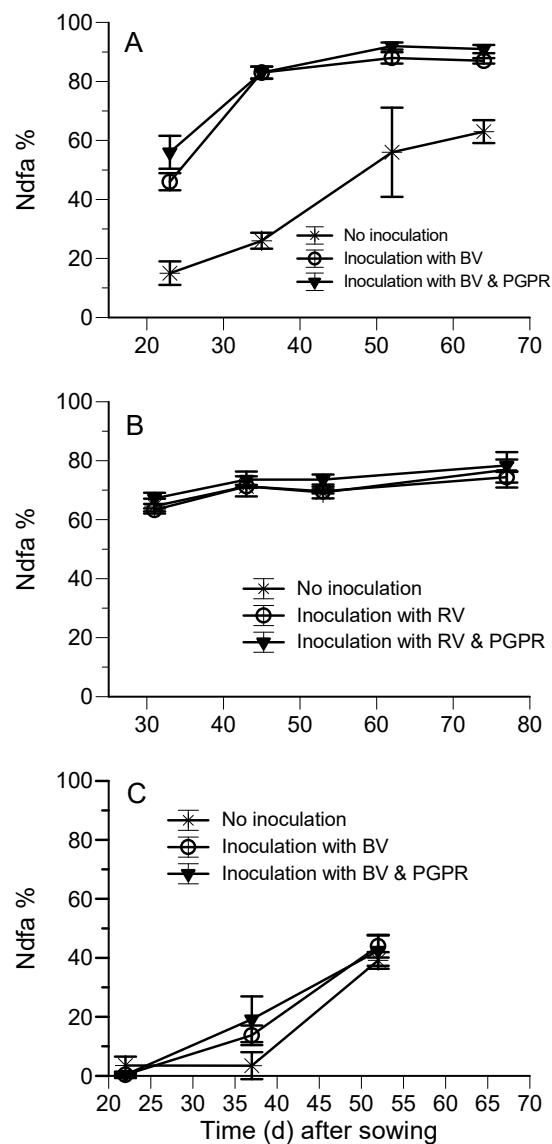 A
Ndfa %
100
80
60
40
20
0
No inoculation
Inoculation with BV
Inoculation with BV & PGPR
20 30 40 50 60 70
B
Ndfa %
100
80
60
40
20
0
No inoculation
Inoculation with RV
Inoculation with RV & PGPR
30 40 50 60 70 80
C
Ndfa %
100
80
60
40
20
0
No inoculation
Inoculation with BV
Inoculation with BV & PGPR
20 25 30 35 40 45 50 55 60 65 70
Time (d) after sowing